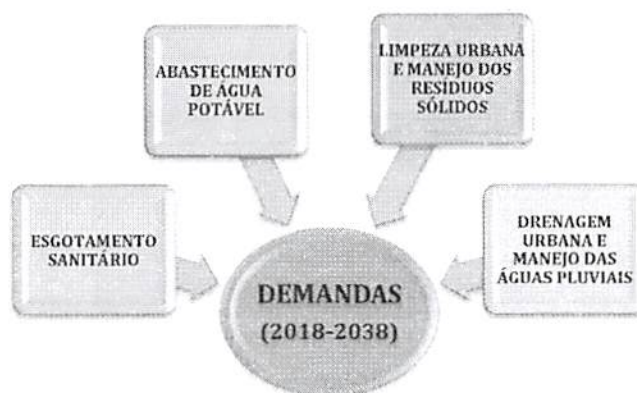 ABASTECIMENTO
DE ÁGUA
POTÁVEL
LIMPEZA URBANA
E MANEJO DOS
RESÍDUOS
SÓLIDOS
ESGOTAMENTO
SANITÁRIO
DRENAGEM
URBANA E
MANEJO DAS
ÁGUAS PLUVIAIS
DEMANDAS
(2018-2038)